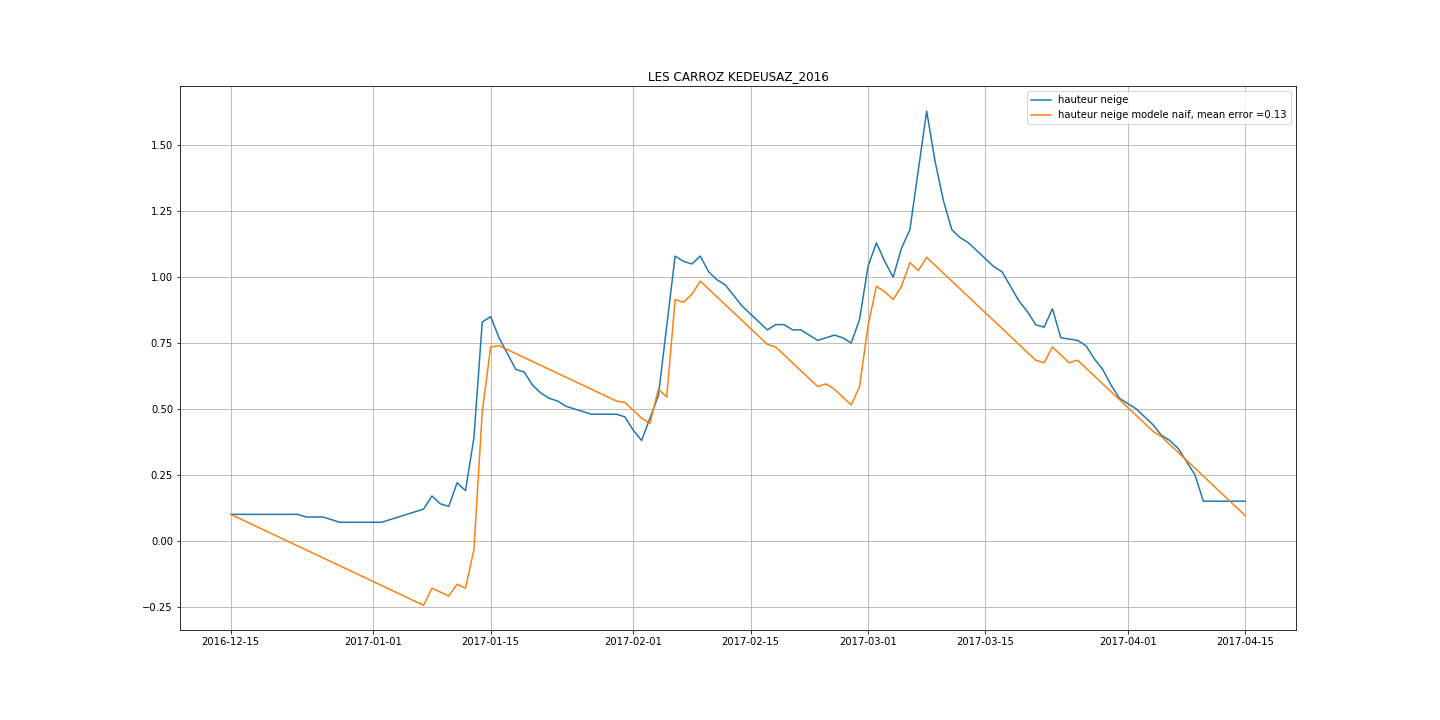 LES CARROZ KEDEUSAZ_2016
hauteur neige
hauteur neige modele naif, mean error =0.13
1.50
1.25
1.00
0.75
0.50
0.25
0.00
−0.25
2016-12-15 2017-01-01 2017-01-15 2017-02-01 2017-02-15 2017-03-01 2017-03-15 2017-04-01 2017-04-15